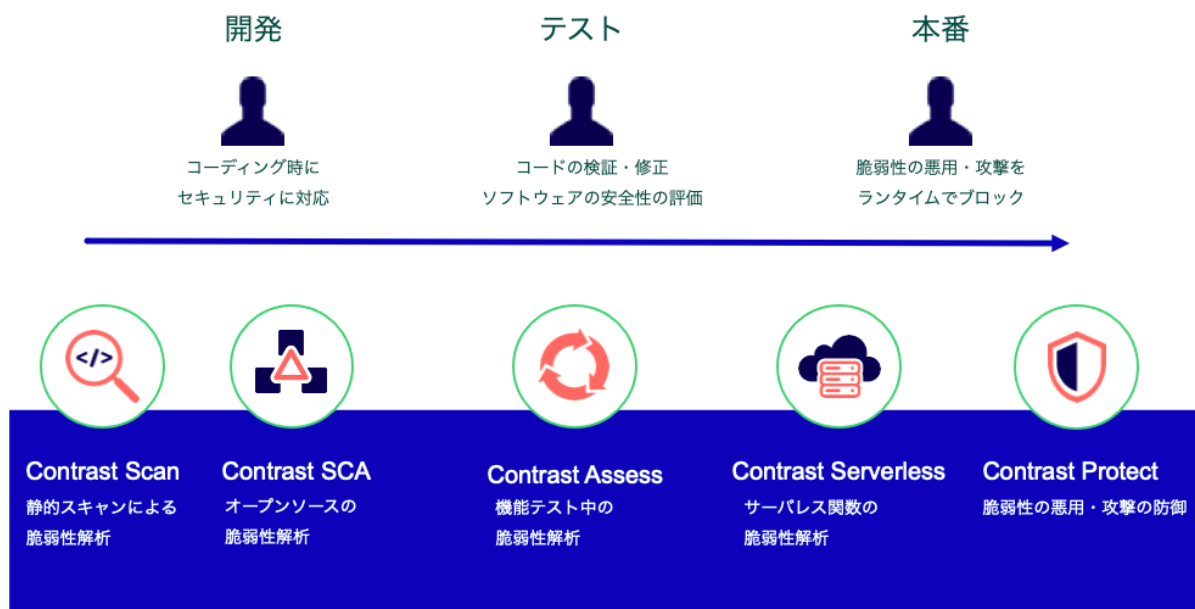 開発
コーディング時に
セキュリティに対応
テスト
コードの検証・修正
ソフトウェアの安全性の評価
本番
脆弱性の悪用・攻撃を
ランタイムでブロック
</>
Contrast Scan
静的スキャンによる
脆弱性解析
Contrast SCA
オープンソースの
脆弱性解析
Contrast Assess
機能テスト中の
脆弱性解析
Contrast Serverless
サーバレス関数の
脆弱性解析
Contrast Protect
脆弱性の悪用・攻撃の防御